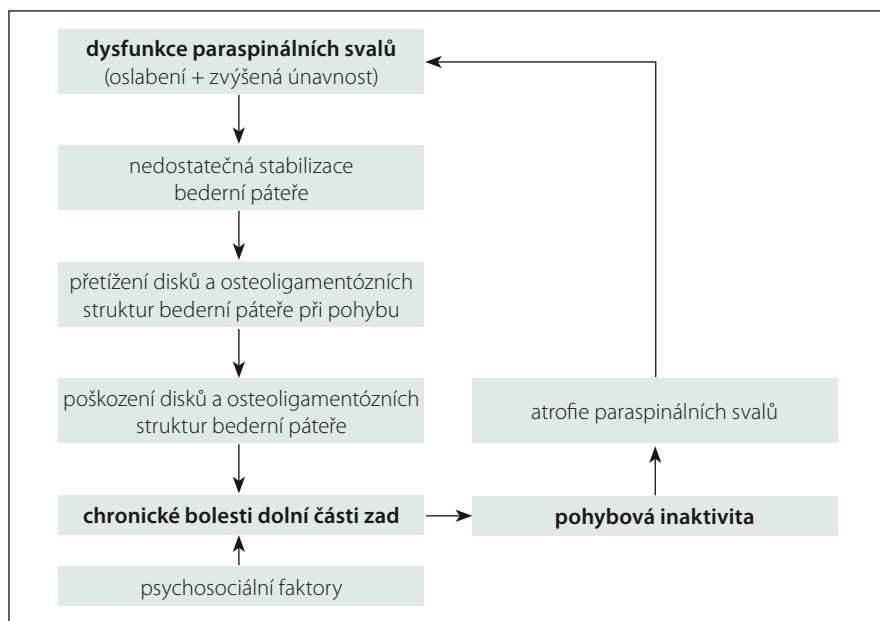 dysfunkce paraspinálních svalů
(oslabení + zvýšená únavnost)
nedostatečná stabilizace
bederní páteře
přetížení disků a osteoligamentózních
struktur bederní páteře při pohybu
poškození disků a osteoligamentózních
struktur bederní páteře
atrofie paraspinálních svalů
chronické bolesti dolní části zad
pohybová inaktivita
psychosociální faktory